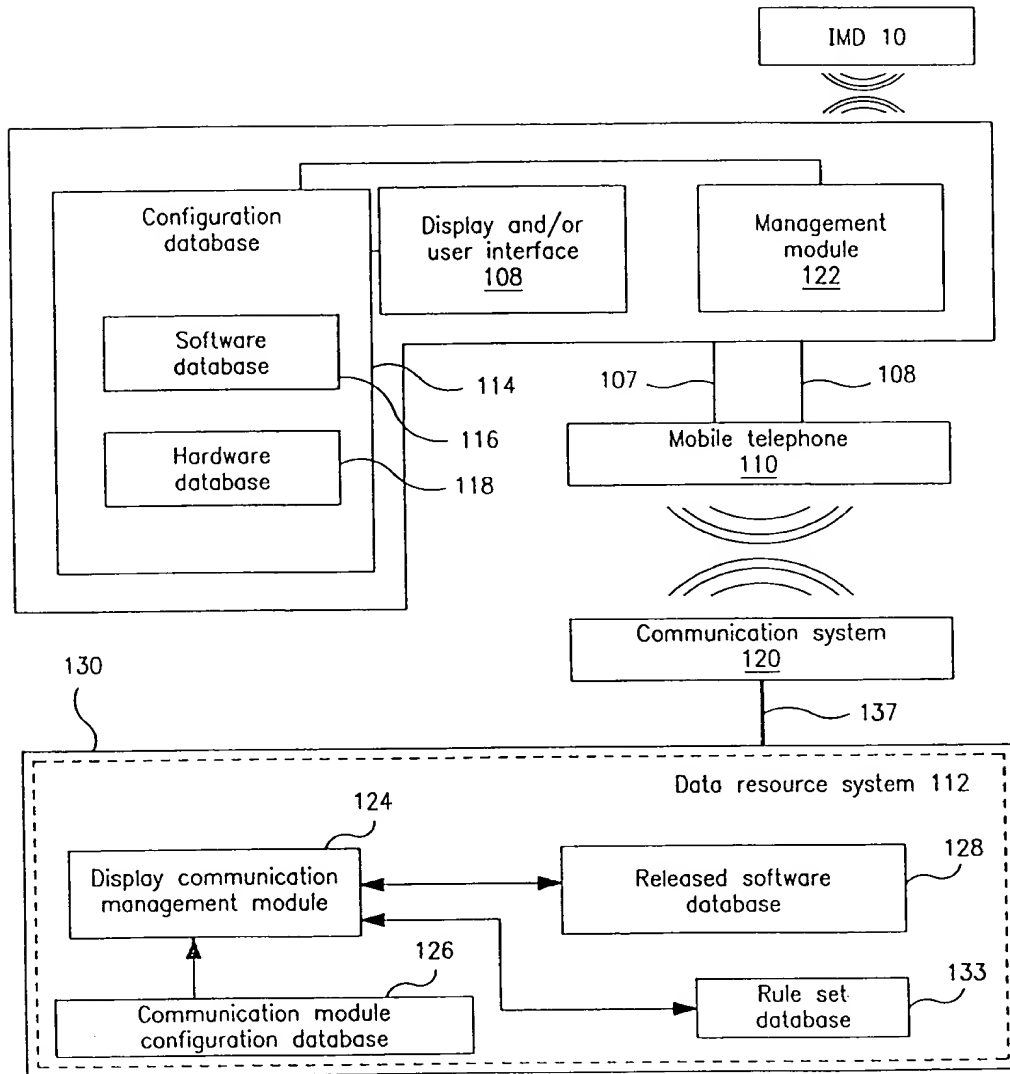 IMD 10
Configuration
database
Display and/or
user interface
108
Management
module
122
Software
database
Hardware
database
114
116
118
107
108
Mobile telephone
110
Communication system
120
130
137
Data resource system 112
124
Display communication
management module
Released software
database
128
126
Communication module
configuration database
Rule set
database
133